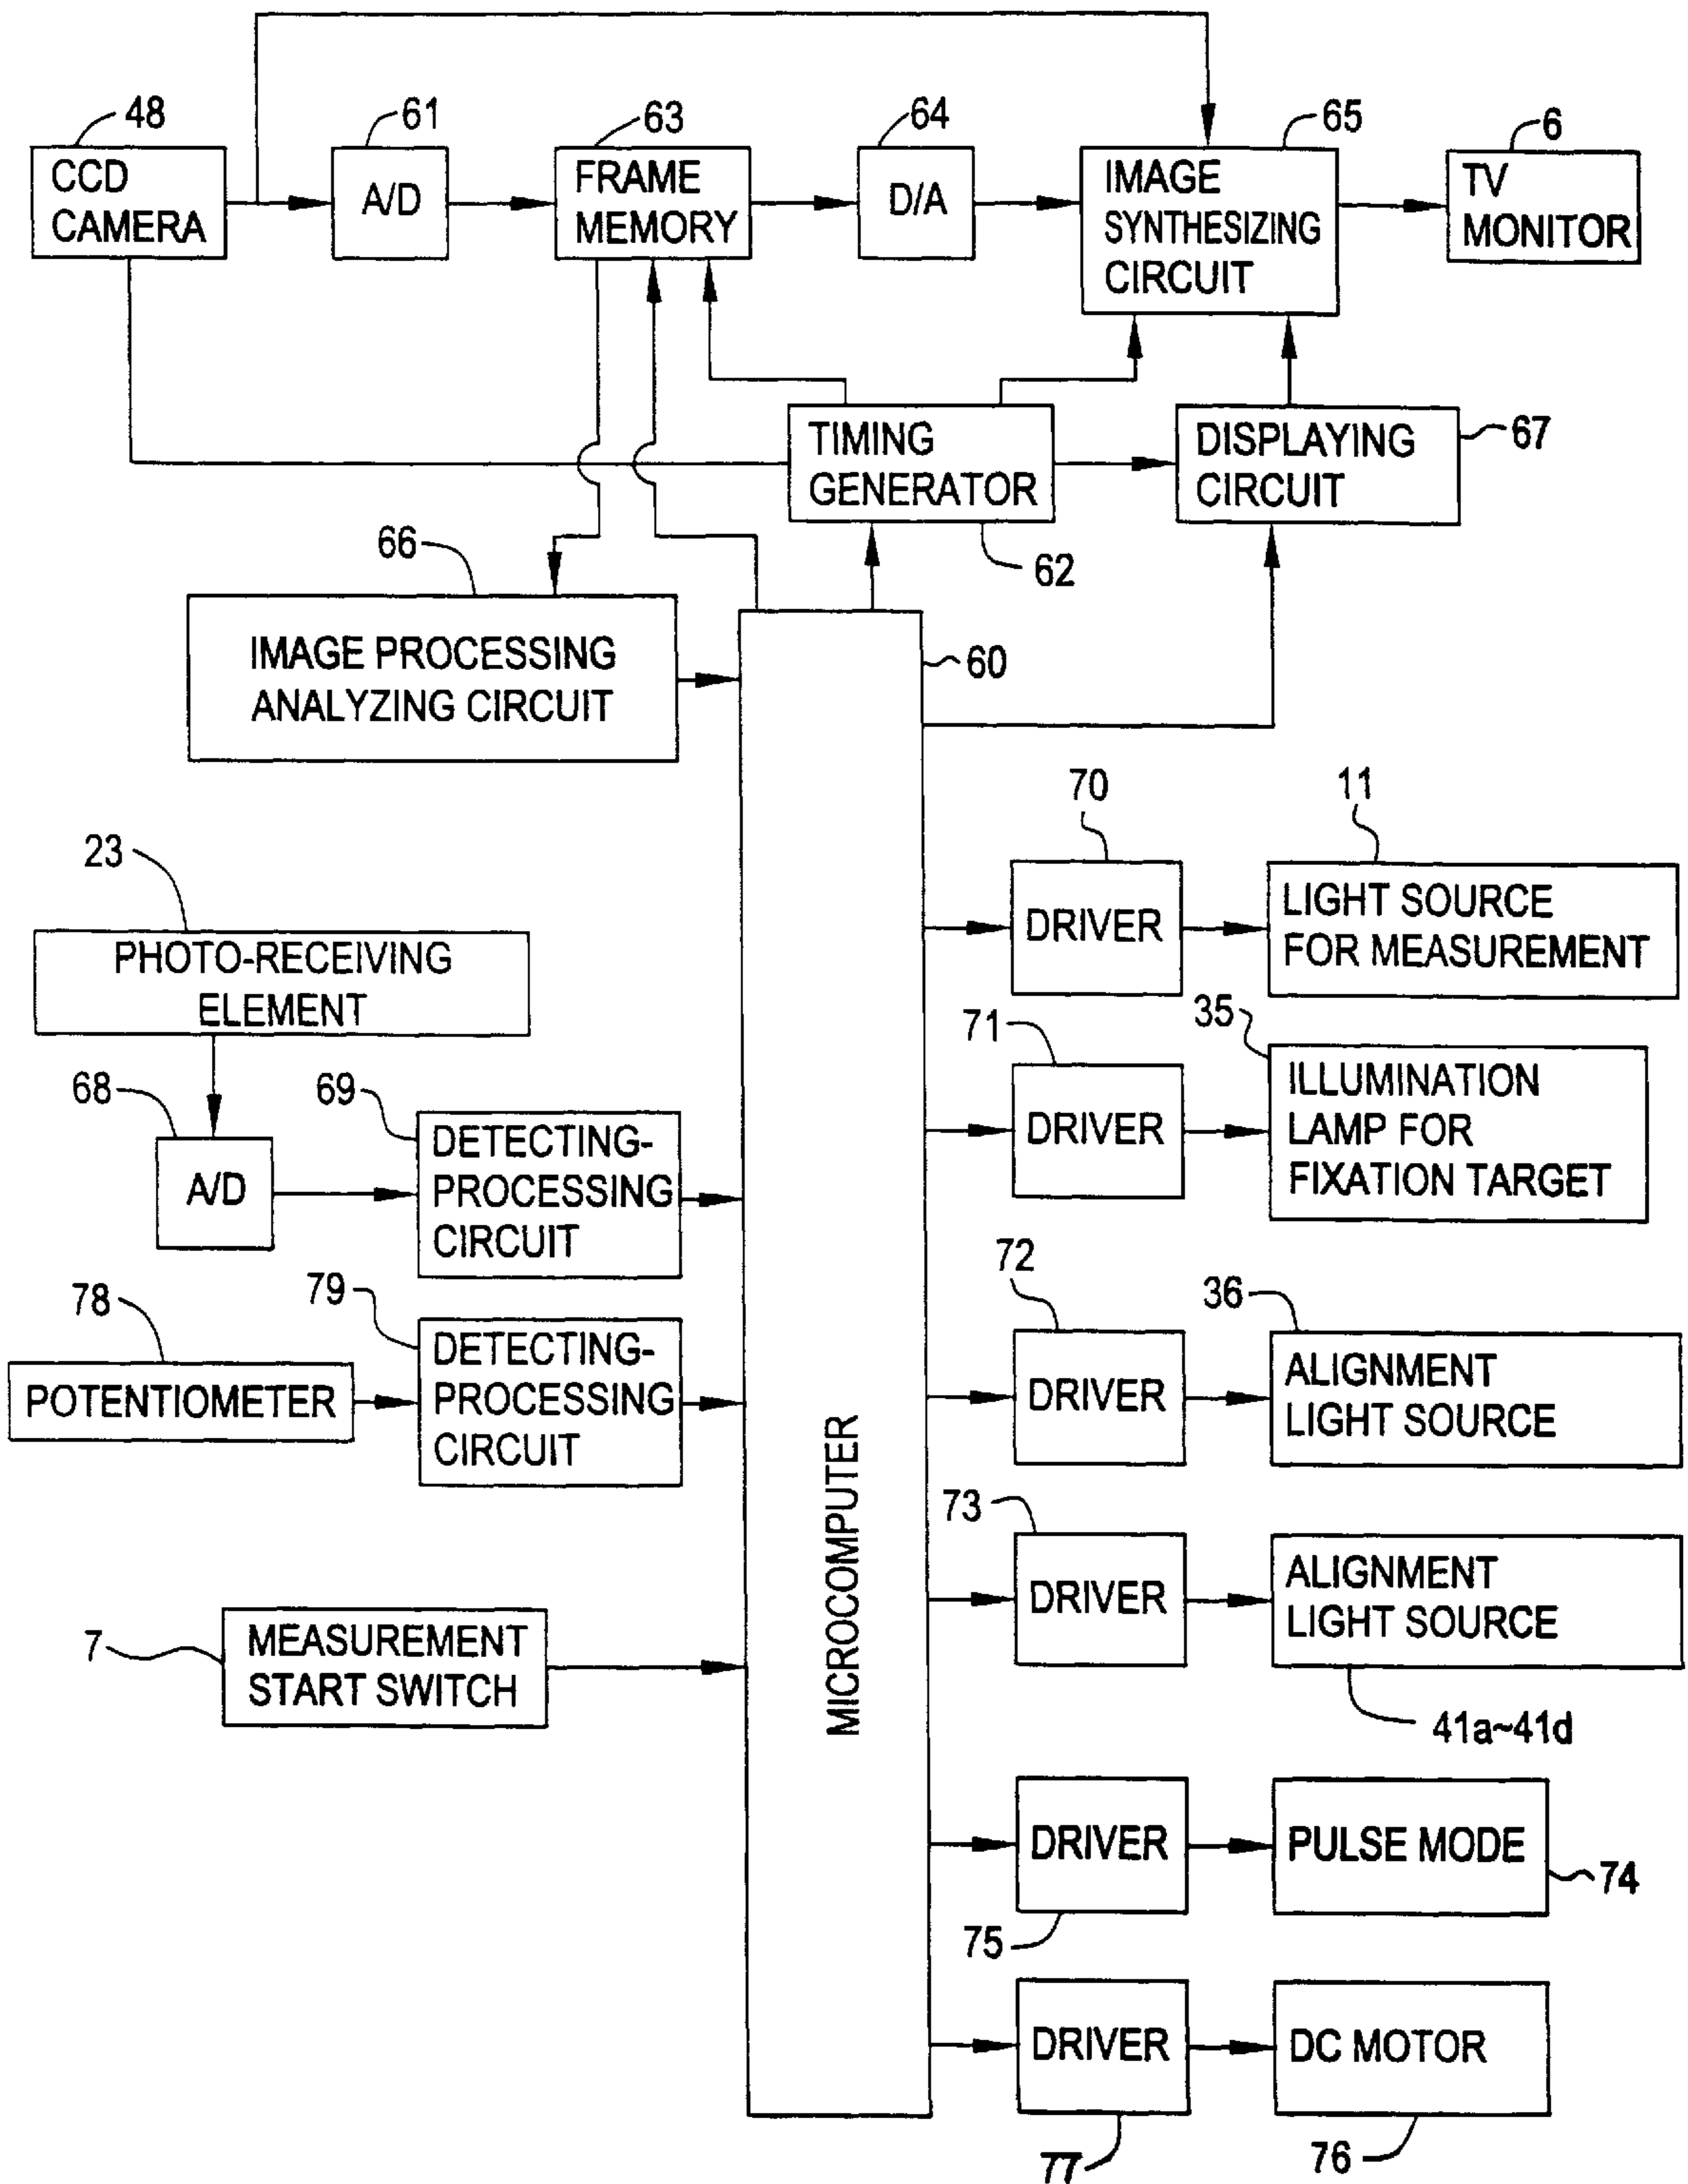 48
61
63
64
65
6
CCD
CAMERA
A/D
FRAME
MEMORY
D/A
IMAGE
SYNTHESIZING
CIRCUIT
TV
MONITOR
TIMING
GENERATOR
62
DISPLAYING
CIRCUIT
67
66
IMAGE PROCESSING
ANALYZING CIRCUIT
60
MICROCOMPUTER
23
PHOTO-RECEIVING
ELEMENT
68
A/D
69
DETECTING-
PROCESSING
CIRCUIT
78
POTENTIOMETER
79
DETECTING-
PROCESSING
CIRCUIT
7
MEASUREMENT
START SWITCH
70
DRIVER
11
LIGHT SOURCE
FOR MEASUREMENT
71
DRIVER
35
ILLUMINATION
LAMP FOR
FIXATION TARGET
72
DRIVER
36
ALIGNMENT
LIGHT SOURCE
73
DRIVER
ALIGNMENT
LIGHT SOURCE
41a~41d
DRIVER
75
PULSE MODE
74
DRIVER
77
DC MOTOR
76